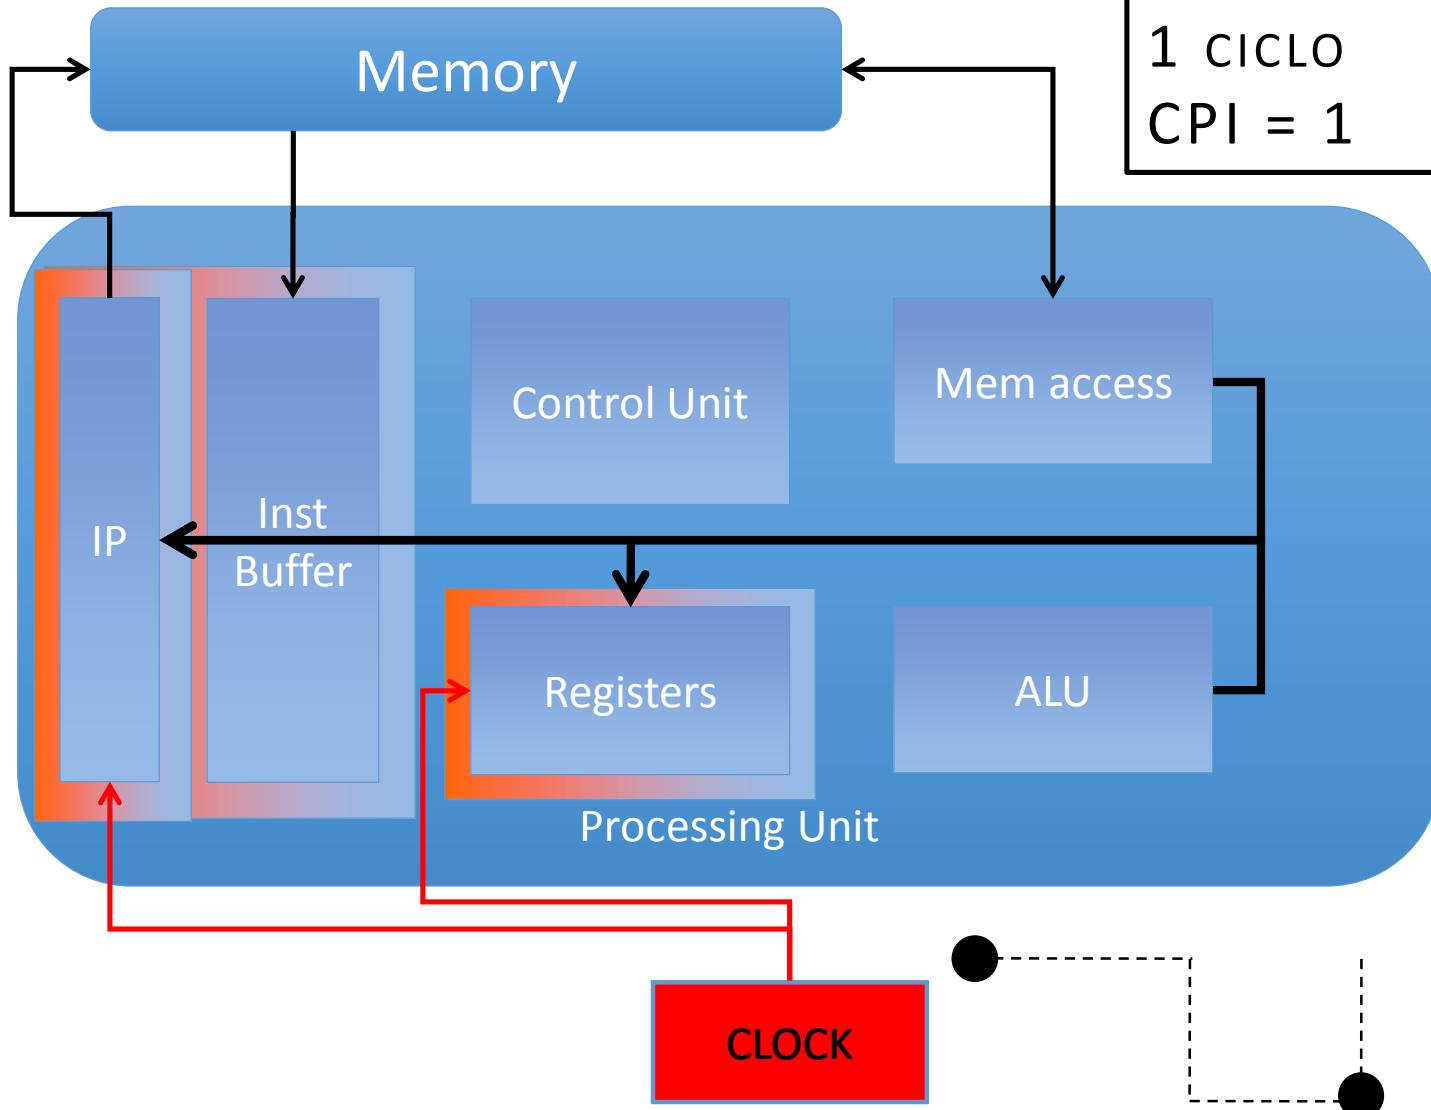 Memory
1 CICLO
CPI = 1
Control Unit
Mem access
IP
Inst
Buffer
Registers
ALU
Processing Unit
CLOCK